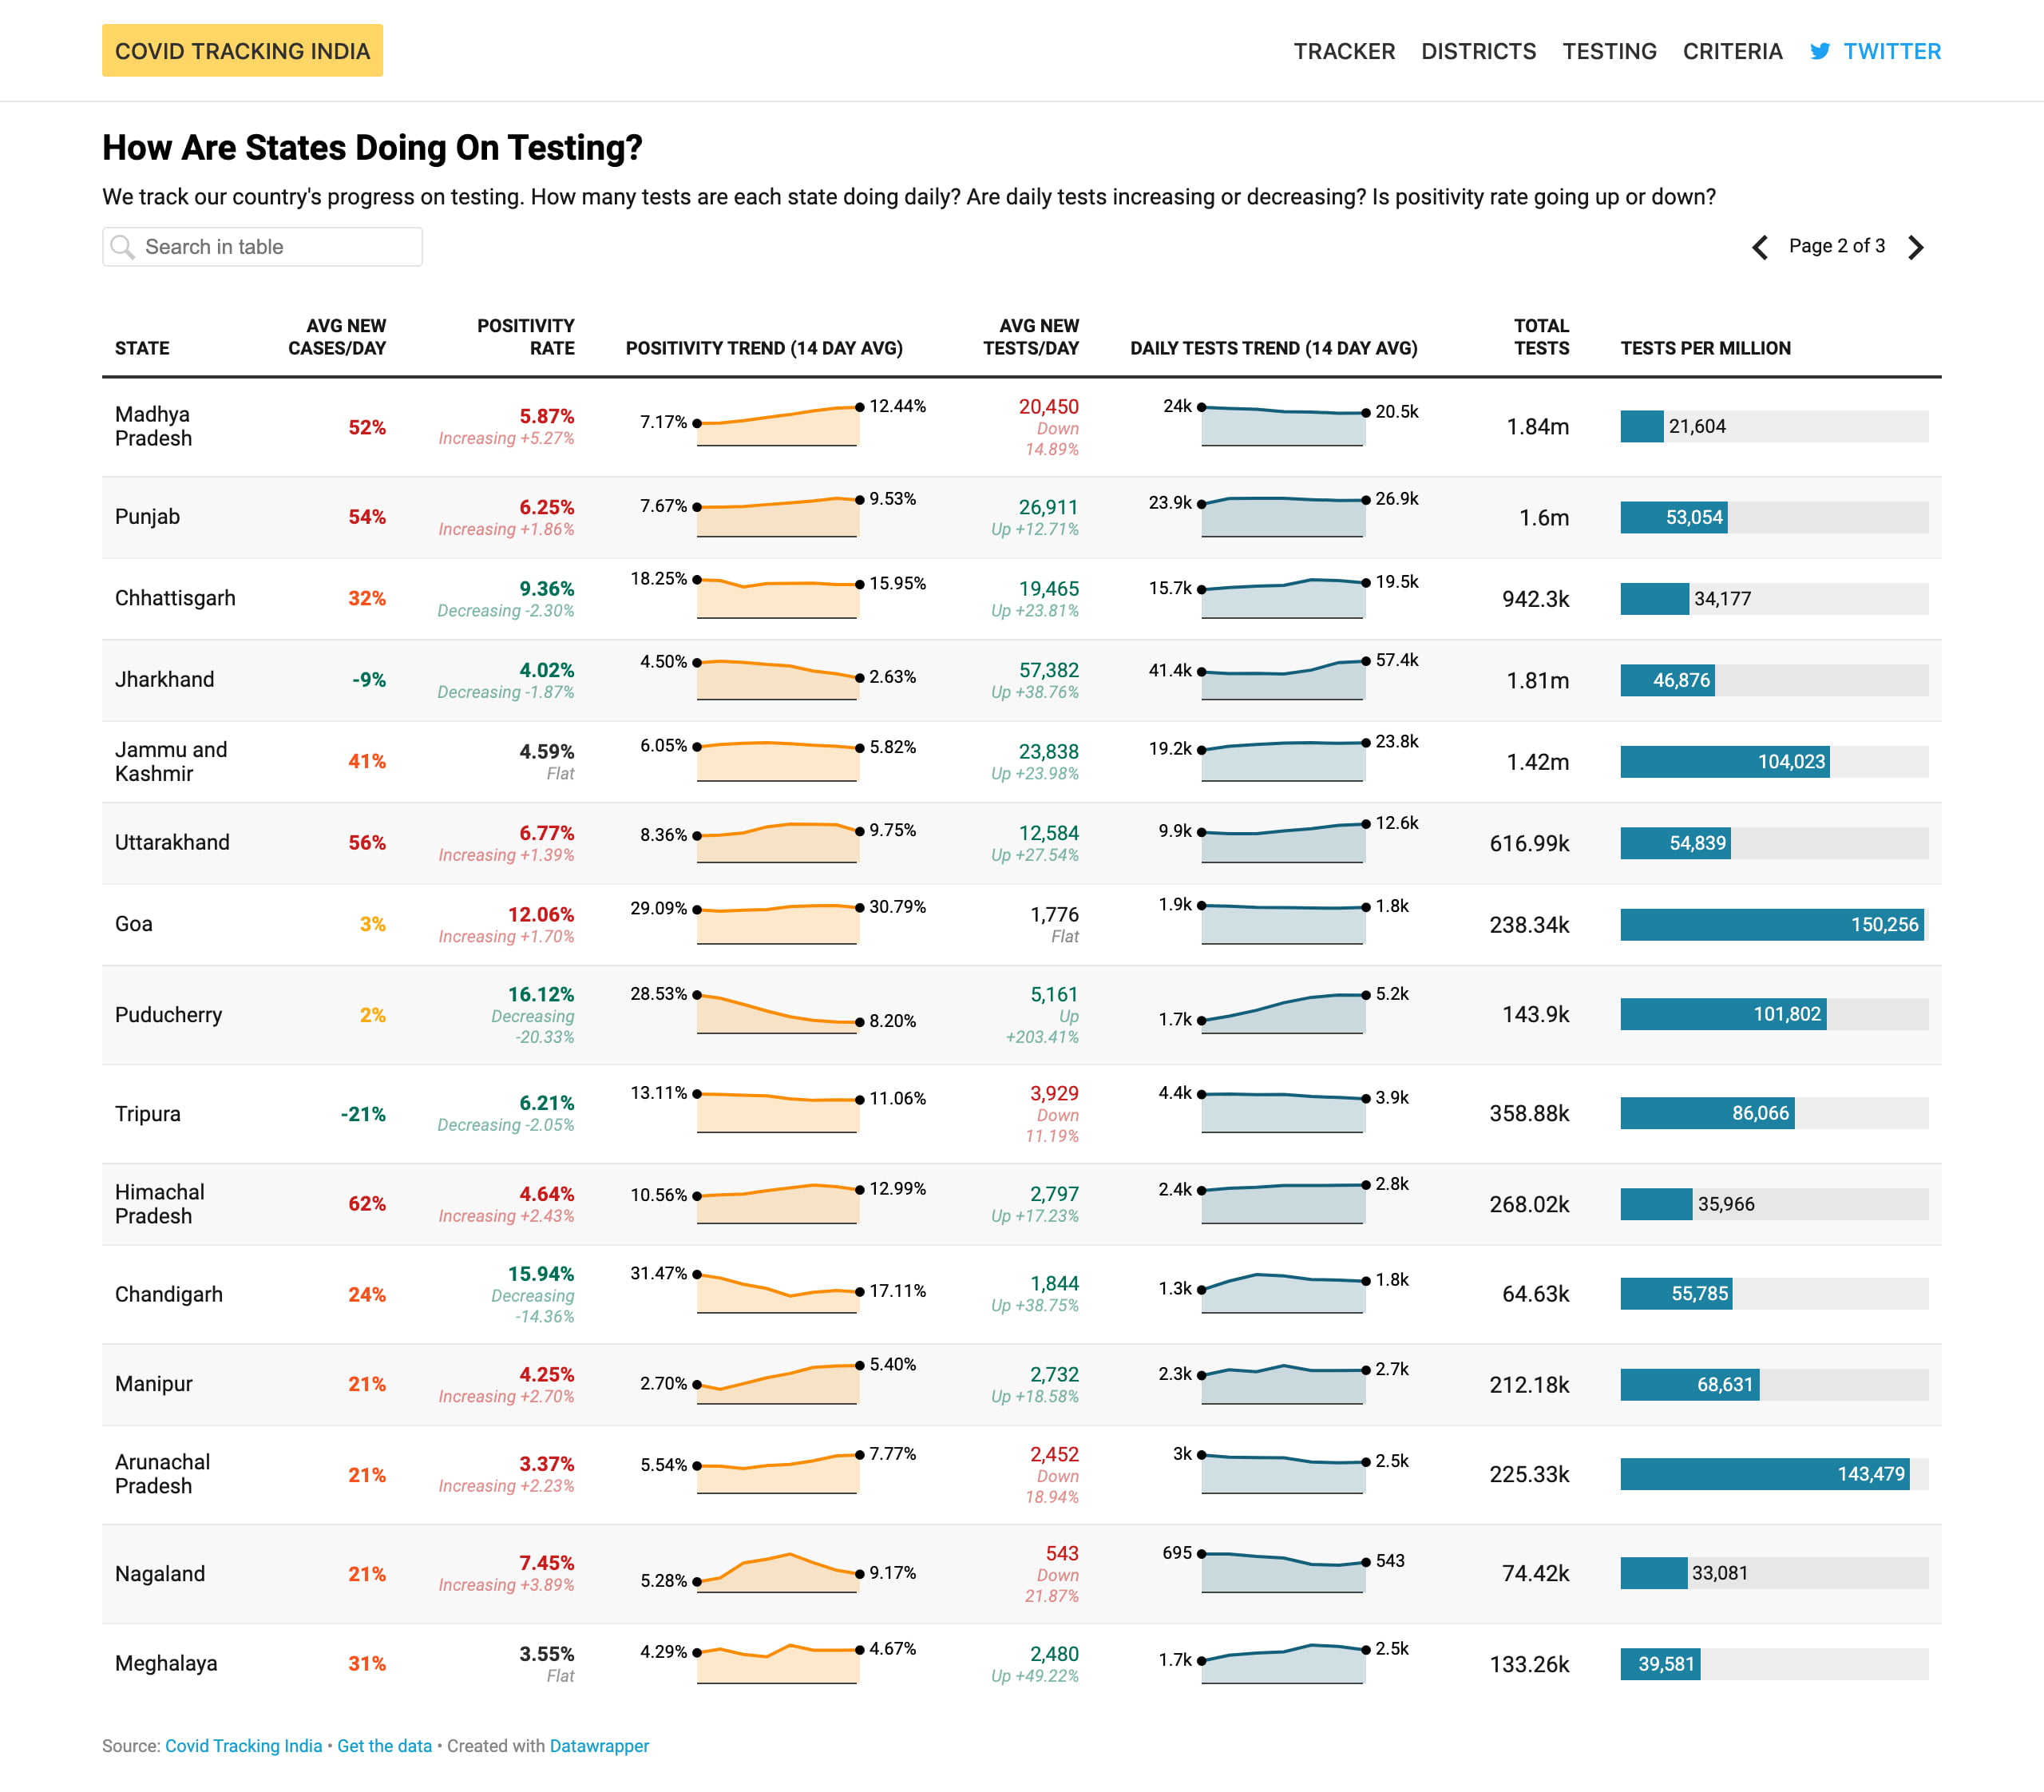 COVID TRACKING INDIA
TRACKER DISTRICTS TESTING CRITERIA TWITTER
How Are States Doing On Testing?
We track our country's progress on testing. How many tests are each state doing daily? Are daily tests increasing or decreasing? Is positivity rate going up or down?
Search in table
Page 2 of 3
STATE AVG NEW CASES/DAY POSITIVITY RATE POSITIVITY TREND (14 DAY AVG) AVG NEW TESTS/DAY DAILY TESTS TREND (14 DAY AVG) TOTAL TESTS TESTS PER MILLION
Madhya Pradesh 52% 5.87% Increasing +5.27% 7.17% 12.44% 20,450 Down 14.89% 24k 20.5k 1.84m 21,604
Punjab 54% 6.25% Increasing +1.86% 7.67% 9.53% 26,911 Up +12.71% 23.9k 26.9k 1.6m 53,054
Chhattisgarh 32% 9.36% Decreasing -2.30% 18.25% 15.95% 19,465 Up +23.81% 15.7k 19.5k 942.3k 34,177
Jharkhand -9% 4.02% Decreasing -1.87% 4.50% 2.63% 57,382 Up +38.76% 41.4k 57.4k 1.81m 46,876
Jammu and Kashmir 41% 4.59% Flat 6.05% 5.82% 23,838 Up +23.98% 19.2k 23.8k 1.42m 104,023
Uttarakhand 56% 6.77% Increasing +1.39% 8.36% 9.75% 12,584 Up +27.54% 9.9k 12.6k 616.99k 54,839
Goa 3% 12.06% Increasing +1.70% 29.09% 30.79% 1,776 Flat 1.9k 1.8k 238.34k 150,256
Puducherry 2% 16.12% Decreasing -20.33% 28.53% 8.20% 5,161 Up +203.41% 1.7k 5.2k 143.9k 101,802
Tripura -21% 6.21% Decreasing -2.05% 13.11% 11.06% 3,929 Down 11.19% 4.4k 3.9k 358.88k 86,066
Himachal Pradesh 62% 4.64% Increasing +2.43% 10.56% 12.99% 2,797 Up +17.23% 2.4k 2.8k 268.02k 35,966
Chandigarh 24% 15.94% Decreasing -14.36% 31.47% 17.11% 1,844 Up +38.75% 1.3k 1.8k 64.63k 55,785
Manipur 21% 4.25% Increasing +2.70% 2.70% 5.40% 2,732 Up +18.58% 2.3k 2.7k 212.18k 68,631
Arunachal Pradesh 21% 3.37% Increasing +2.23% 5.54% 7.77% 2,452 Down 18.94% 3k 2.5k 225.33k 143,479
Nagaland 21% 7.45% Increasing +3.89% 5.28% 9.17% 543 Down 21.87% 695 543 74.42k 33,081
Meghalaya 31% 3.55% Flat 4.29% 4.67% 2,480 Up +49.22% 1.7k 2.5k 133.26k 39,581
Source: Covid Tracking India • Get the data • Created with Datawrapper